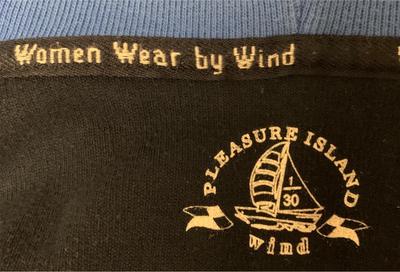 Women Wear by Wind
PLEASURE ISLAND
1
30
wind